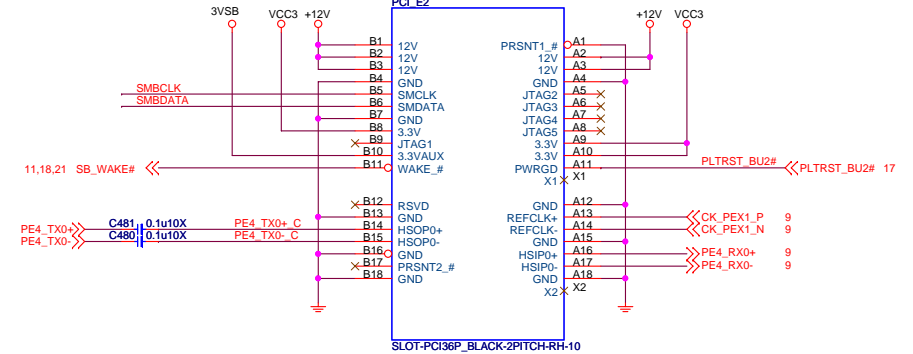 PCI_E2
3VSB VCC3 +12V +12V VCC3
B1 12V PRSNT1_# A1
B2 12V 12V A2
B3 12V 12V A3
B4 GND GND A4
SMBCLK B5 SMCLK JTAG2 A5
SMBDATA B6 SMDATA JTAG3 A6
B7 GND JTAG4 A7
B8 3.3V JTAG5 A8
B9 JTAG1 3.3V A9
B10 3.3VAUX 3.3V A10
11,18,21 SB_WAKE# B11 WAKE_# PWRGD A11 PLTRST_BU2# PLTRST_BU2# 17
X1 X1
B12 RSVD GND A12
B13 GND REFCLK+ A13 CK_PEX1_P 9
PE4_TX0+ C481 0.1u10X PE4_TX0+_C B14 HSOP0+ REFCLK- A14 CK_PEX1_N 9
PE4_TX0- C480 0.1u10X PE4_TX0-_C B15 HSOP0- GND A15
B16 GND HSIP0+ A16 PE4_RX0+ 9
B17 PRSNT2_# HSIP0- A17 PE4_RX0- 9
B18 GND GND A18
X2 X2
SLOT-PCI36P_BLACK-2PITCH-RH-10